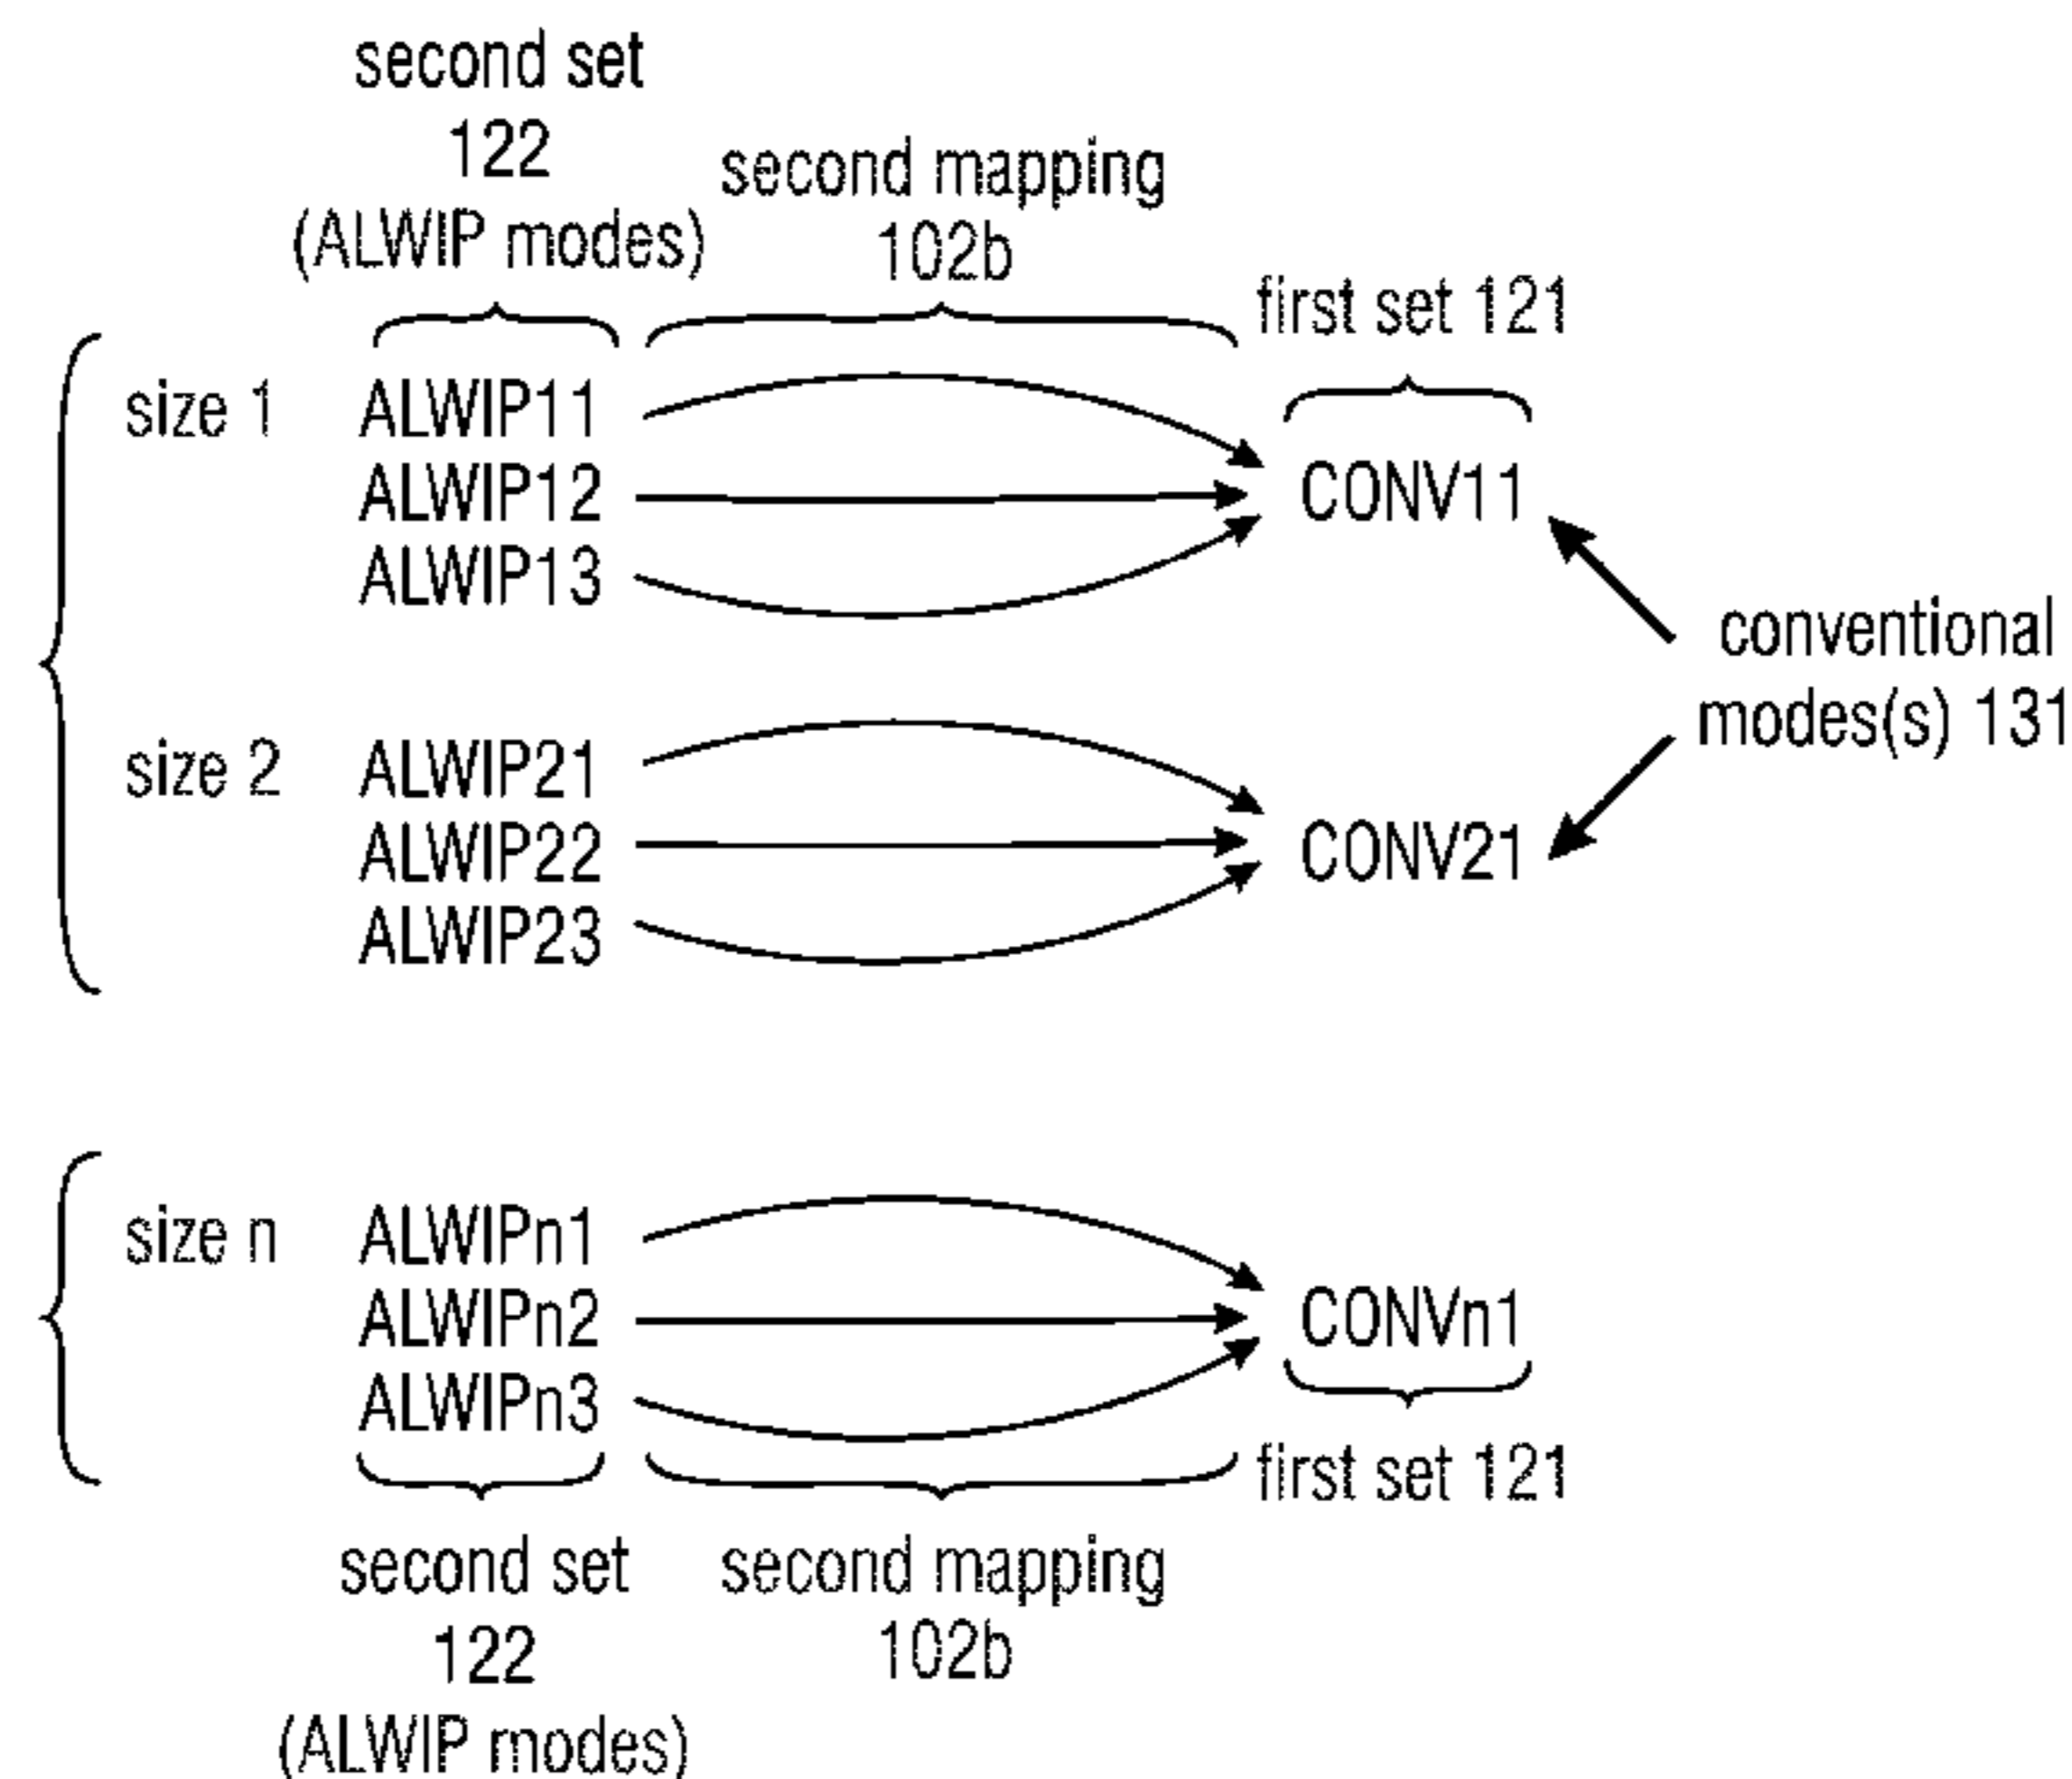 second set
122
(ALWIP modes)
second mapping
102b
first set 121
size 1
ALWIP11
ALWIP12
ALWIP13
CONV11
conventional
modes(s) 131
size 2
ALWIP21
ALWIP22
ALWIP23
CONV21
size n
ALWIPn1
ALWIPn2
ALWIPn3
CONVn1
first set 121
second set
122
(ALWIP modes)
second mapping
102b